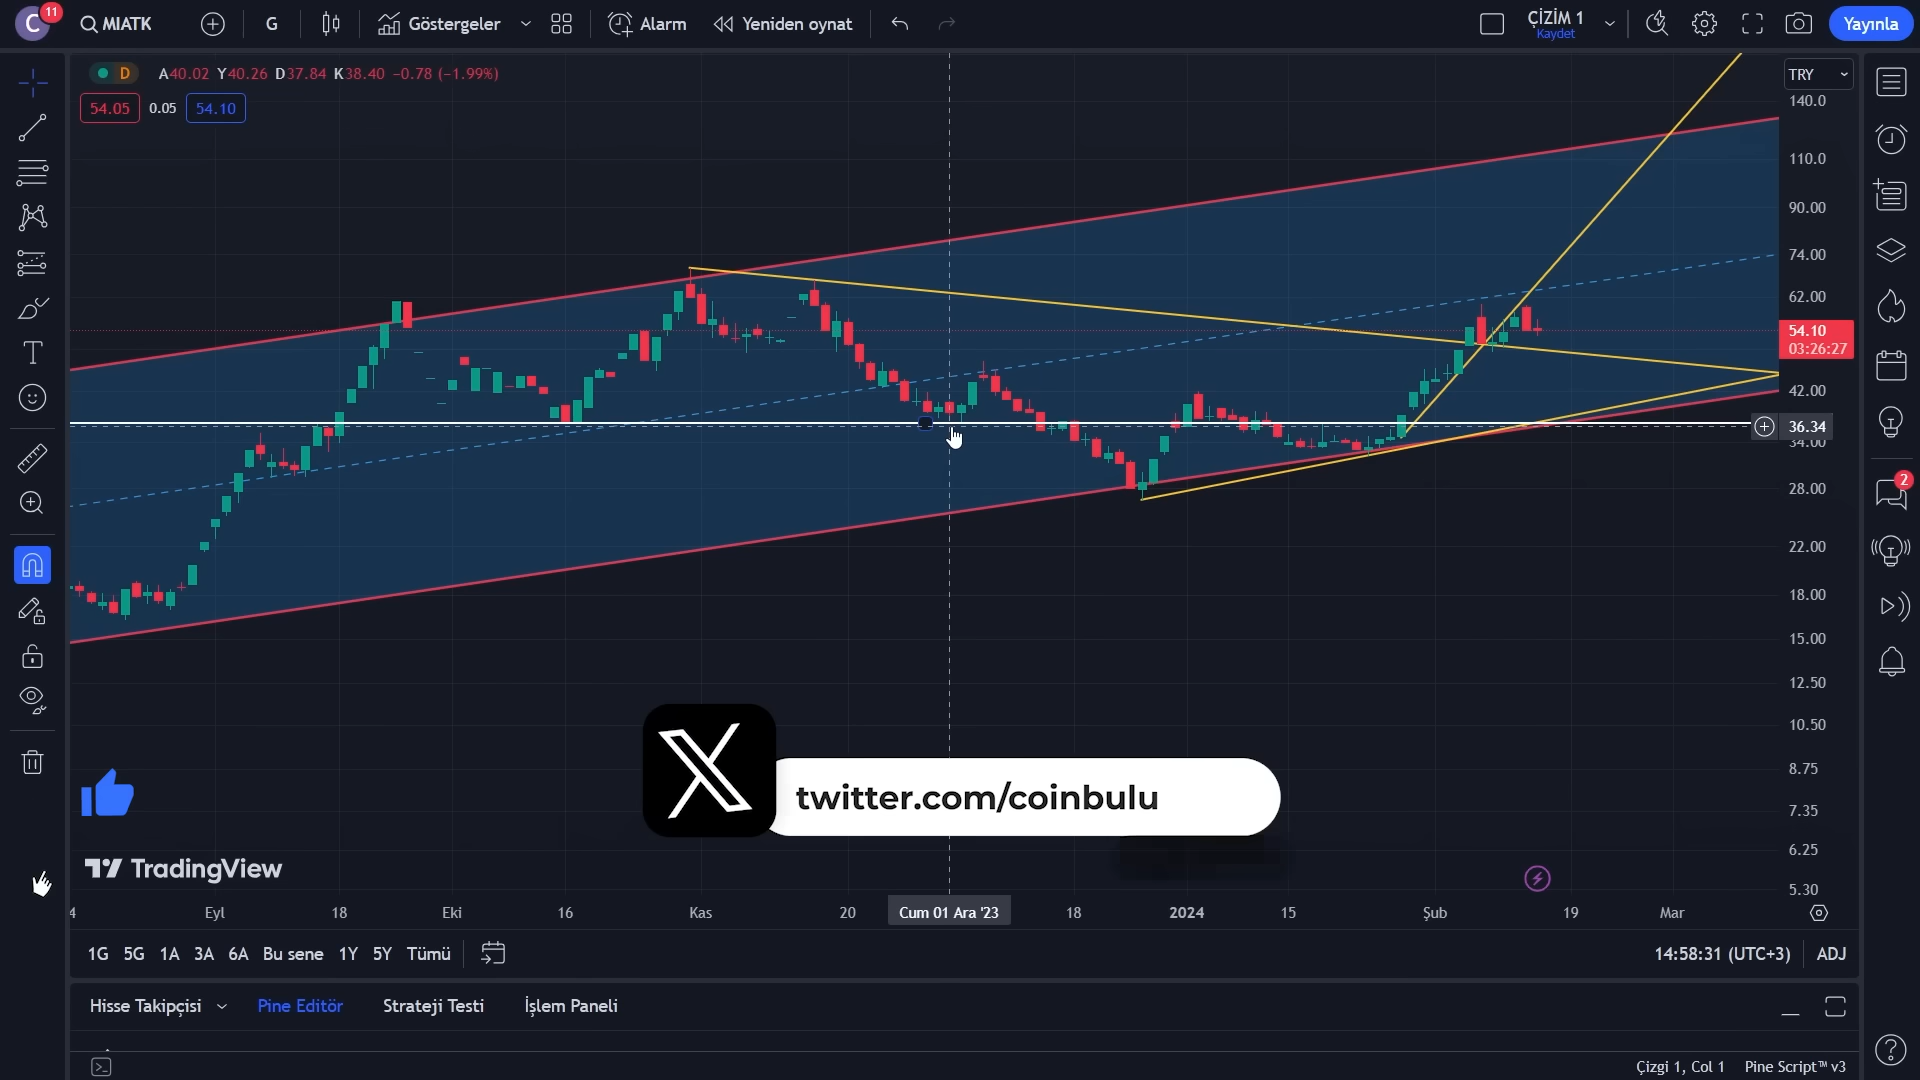 C
11
MIATK
G
Göstergeler
Alarm
Yeniden oynat
ÇİZİM 1
Kaydet
Yayınla
D
A40.02 Y40.26 D37.84 K38.40 -0.78 (-1.99%)
54.05
0.05
54.10
TRY
140.0
110.0
90.00
74.00
62.00
54.10
03:26:27
42.00
36.34
34.00
28.00
22.00
18.00
15.00
12.50
10.50
8.75
7.35
6.25
5.30
2
twitter.com/coinbulu
TradingView
4
Eyl
18
Eki
16
Kas
20
Cum 01 Ara '23
18
2024
15
Şub
19
Mar
1G 5G 1A 3A 6A Bu sene 1Y 5Y Tümü
14:58:31 (UTC+3)
ADJ
Hisse Takipçisi
Pine Editör
Strateji Testi
İşlem Paneli
Çizgi 1, Col 1
Pine Script™ v3